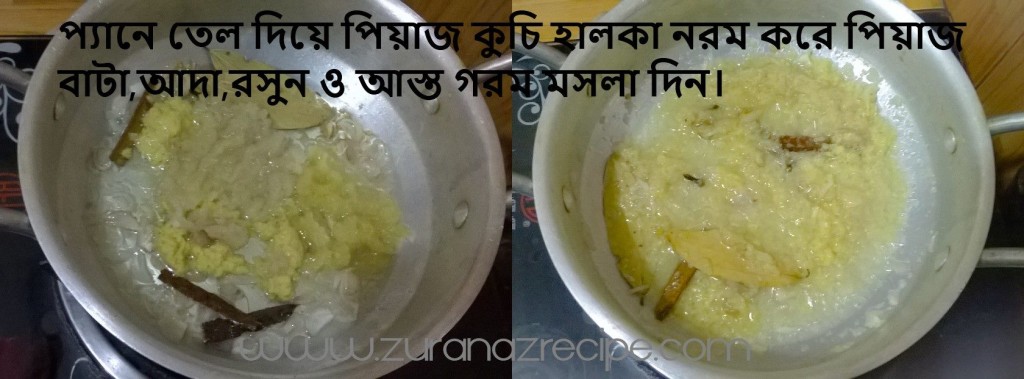 প্যানে তেল দিয়ে পিয়াজ কুচি হালকা নরম করে পিয়াজ
বাটা,আদা,রসুন ও আস্ত গরম মসলা দিন।
www.zuranazrecipe.com